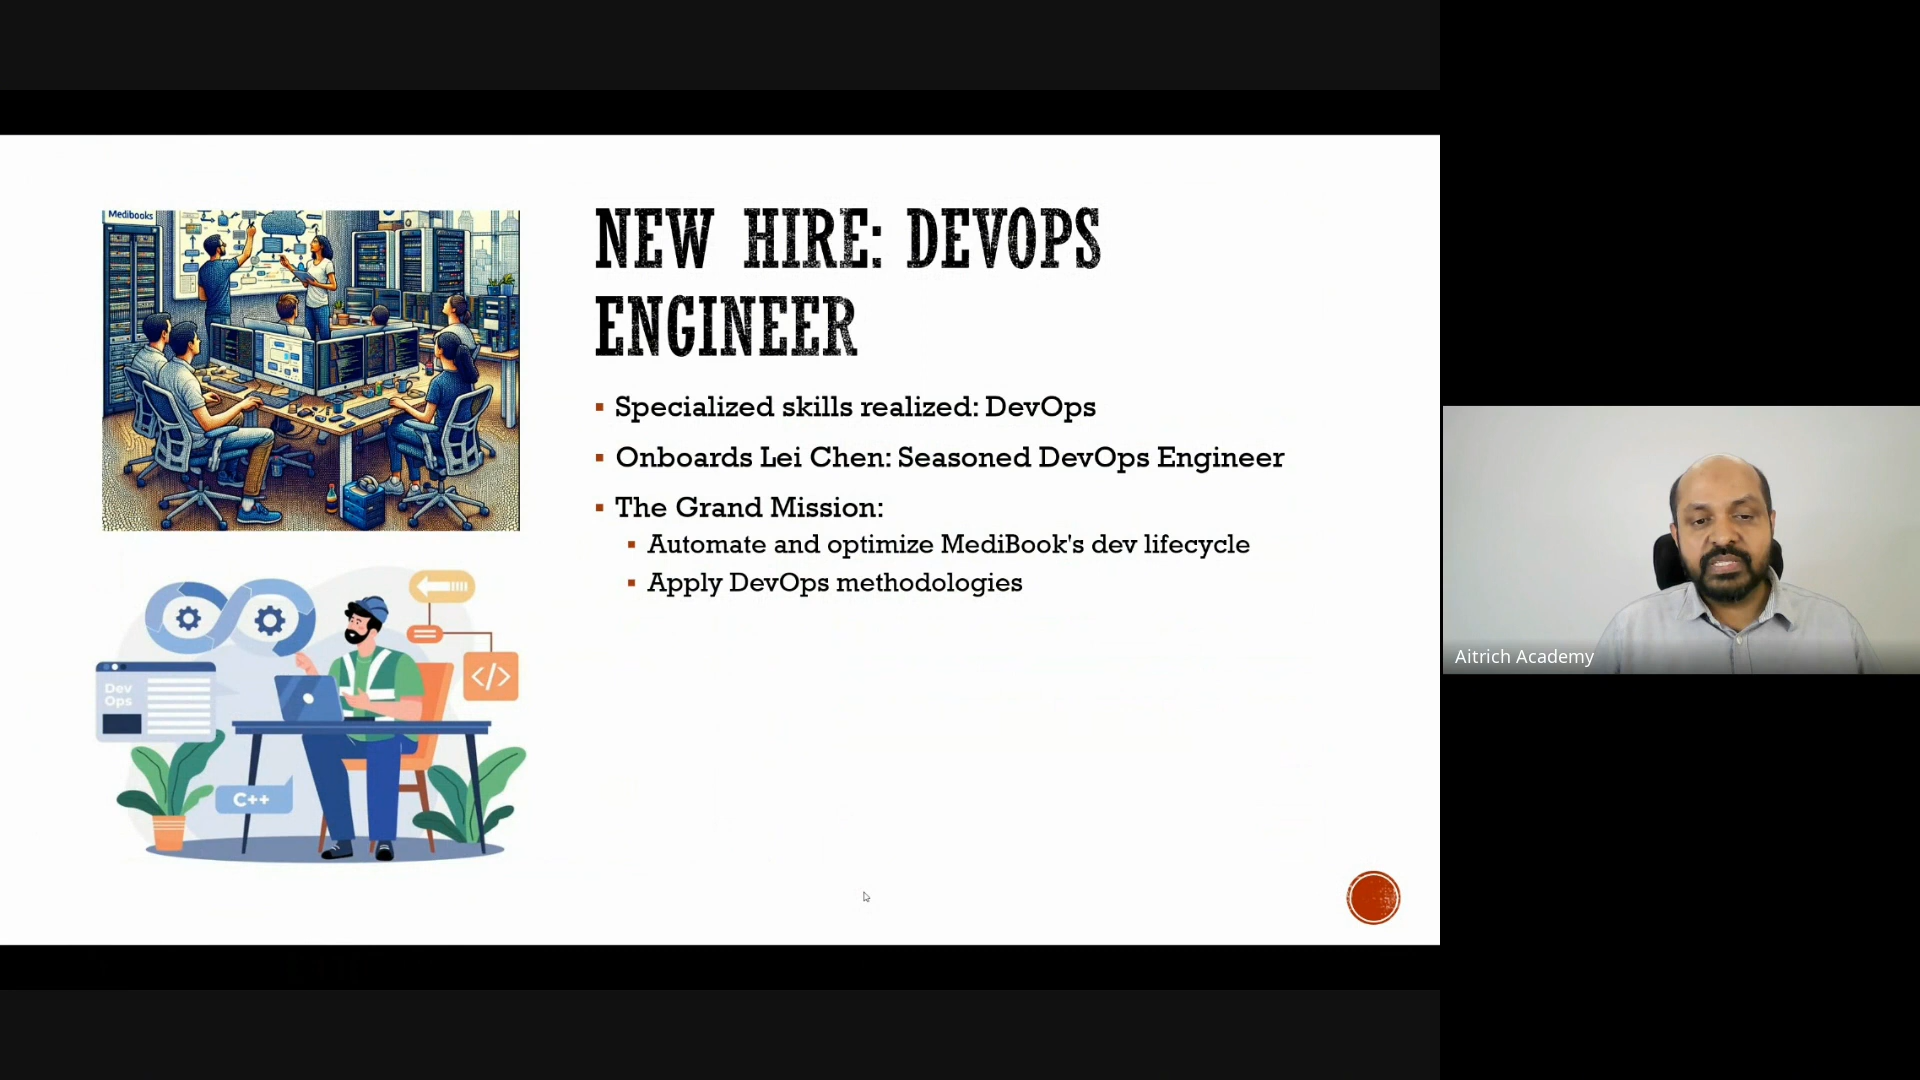 Medibooks
NEW HIRE: DEVOPS
ENGINEER
▪ Specialized skills realized: DevOps
▪ Onboards Lei Chen: Seasoned DevOps Engineer
▪ The Grand Mission:
▪ Automate and optimize MediBook's dev lifecycle
▪ Apply DevOps methodologies
</>
Dev
Ops
C++
Aitrich Academy